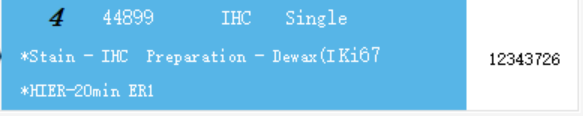 4 44899 IHC Single
*Stain - IHC Preparation - Dewax(IKi67
12343726
*HIER-20min ER1